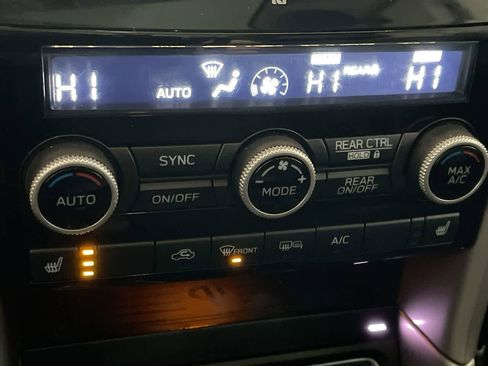 HI AUTO HI REAR HI
SYNC
ON/OFF
AUTO
MODE
REAR CTRL
HOLD
REAR
ON/OFF
MAX
A/C
FRONT
A/C